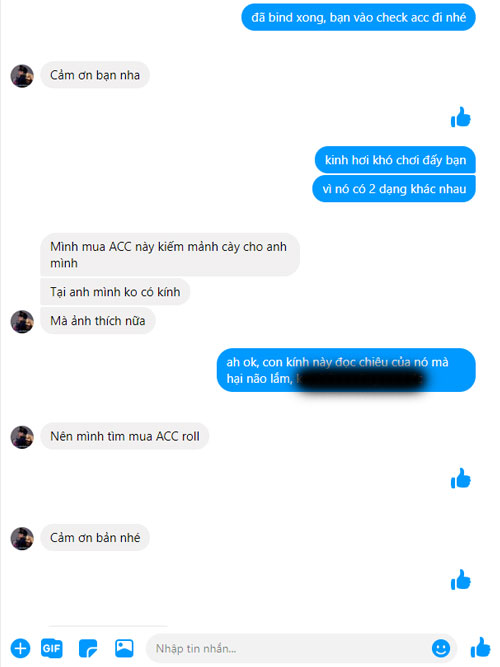 đã bind xong, bạn vào check acc đi nhé
Cảm ơn bạn nha
kinh hơi khó chơi đấy bạn
vì nó có 2 dạng khác nhau
Mình mua ACC này kiếm mảnh cày cho anh
mình
Tại anh mình ko có kính
Mà ảnh thích nữa
ah ok, con kính này đọc chiêu của nó mà
hại não lắm,
Nên mình tìm mua ACC roll
Cảm ơn bản nhé
GIF
Nhập tin nhắn...